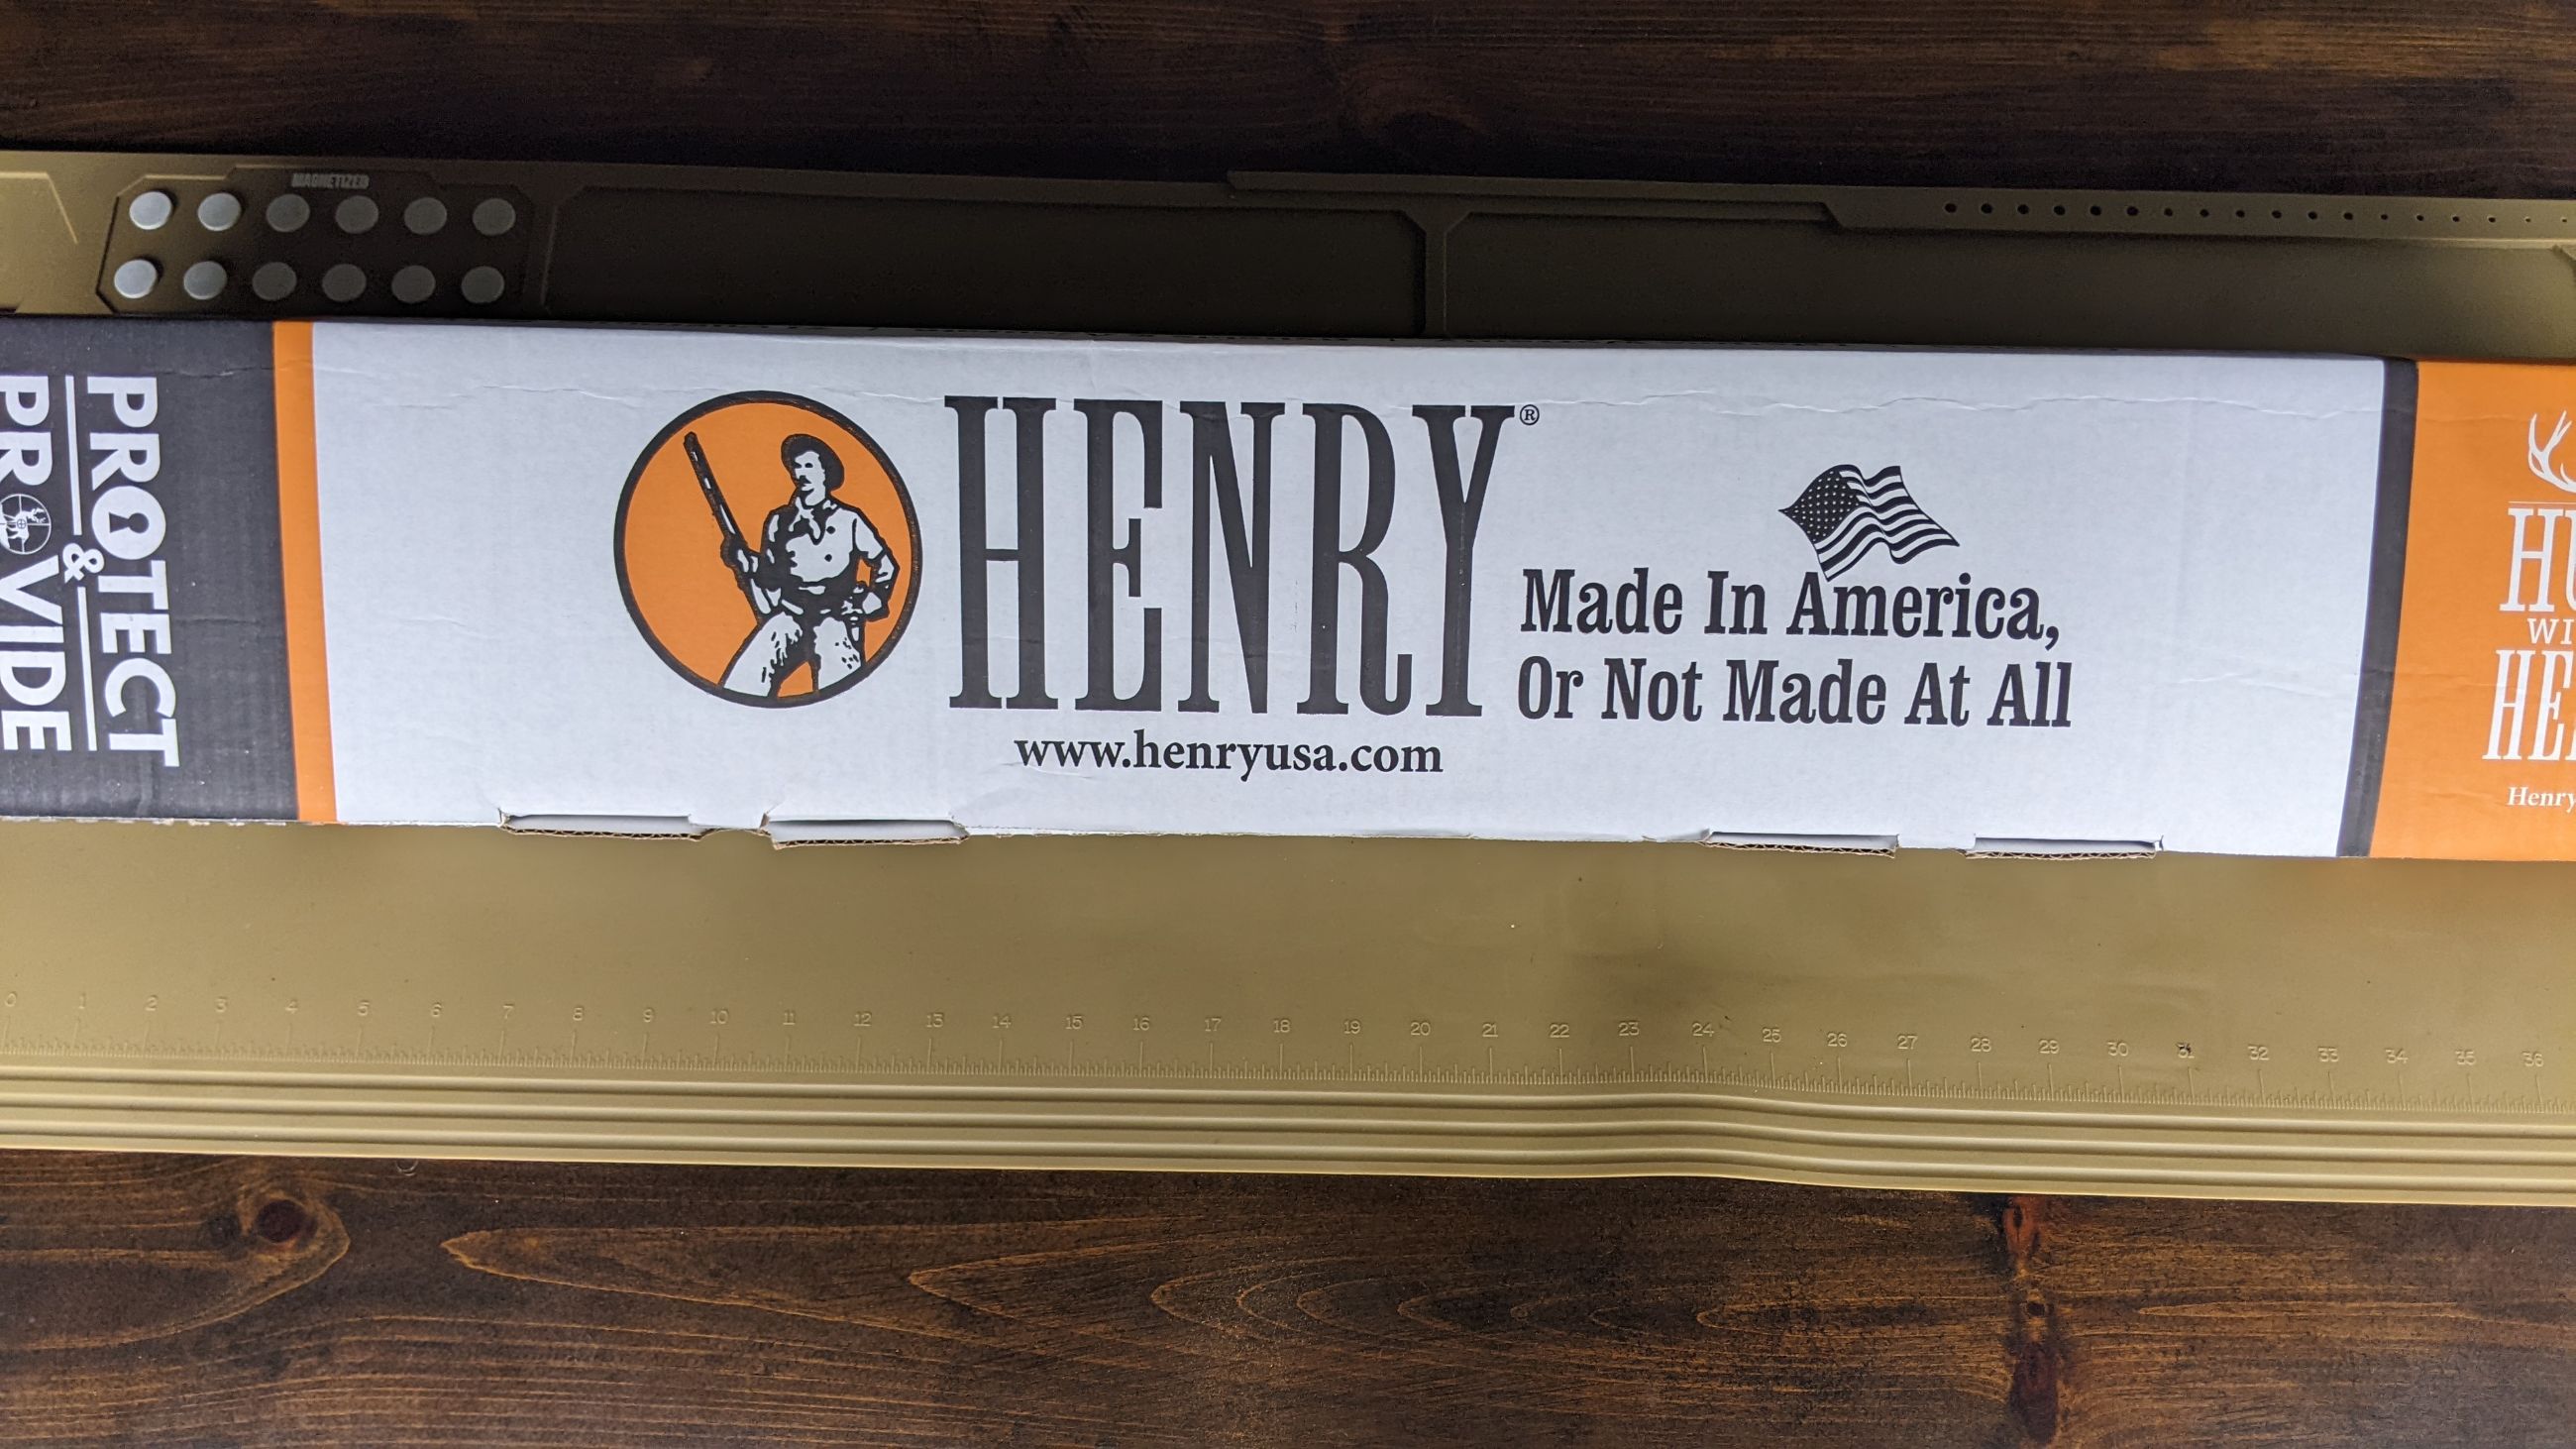 MAGNETIZED
PROTECT
&
PROVIDE
HENRY®
Made In America,
Or Not Made At All
www.henryusa.com
Henry
0 1 2 3 4 5 6 7 8 9 10 11 12 13 14 15 16 17 18 19 20 21 22 23 24 25 26 27 28 29 30 31 32 33 34 35 36